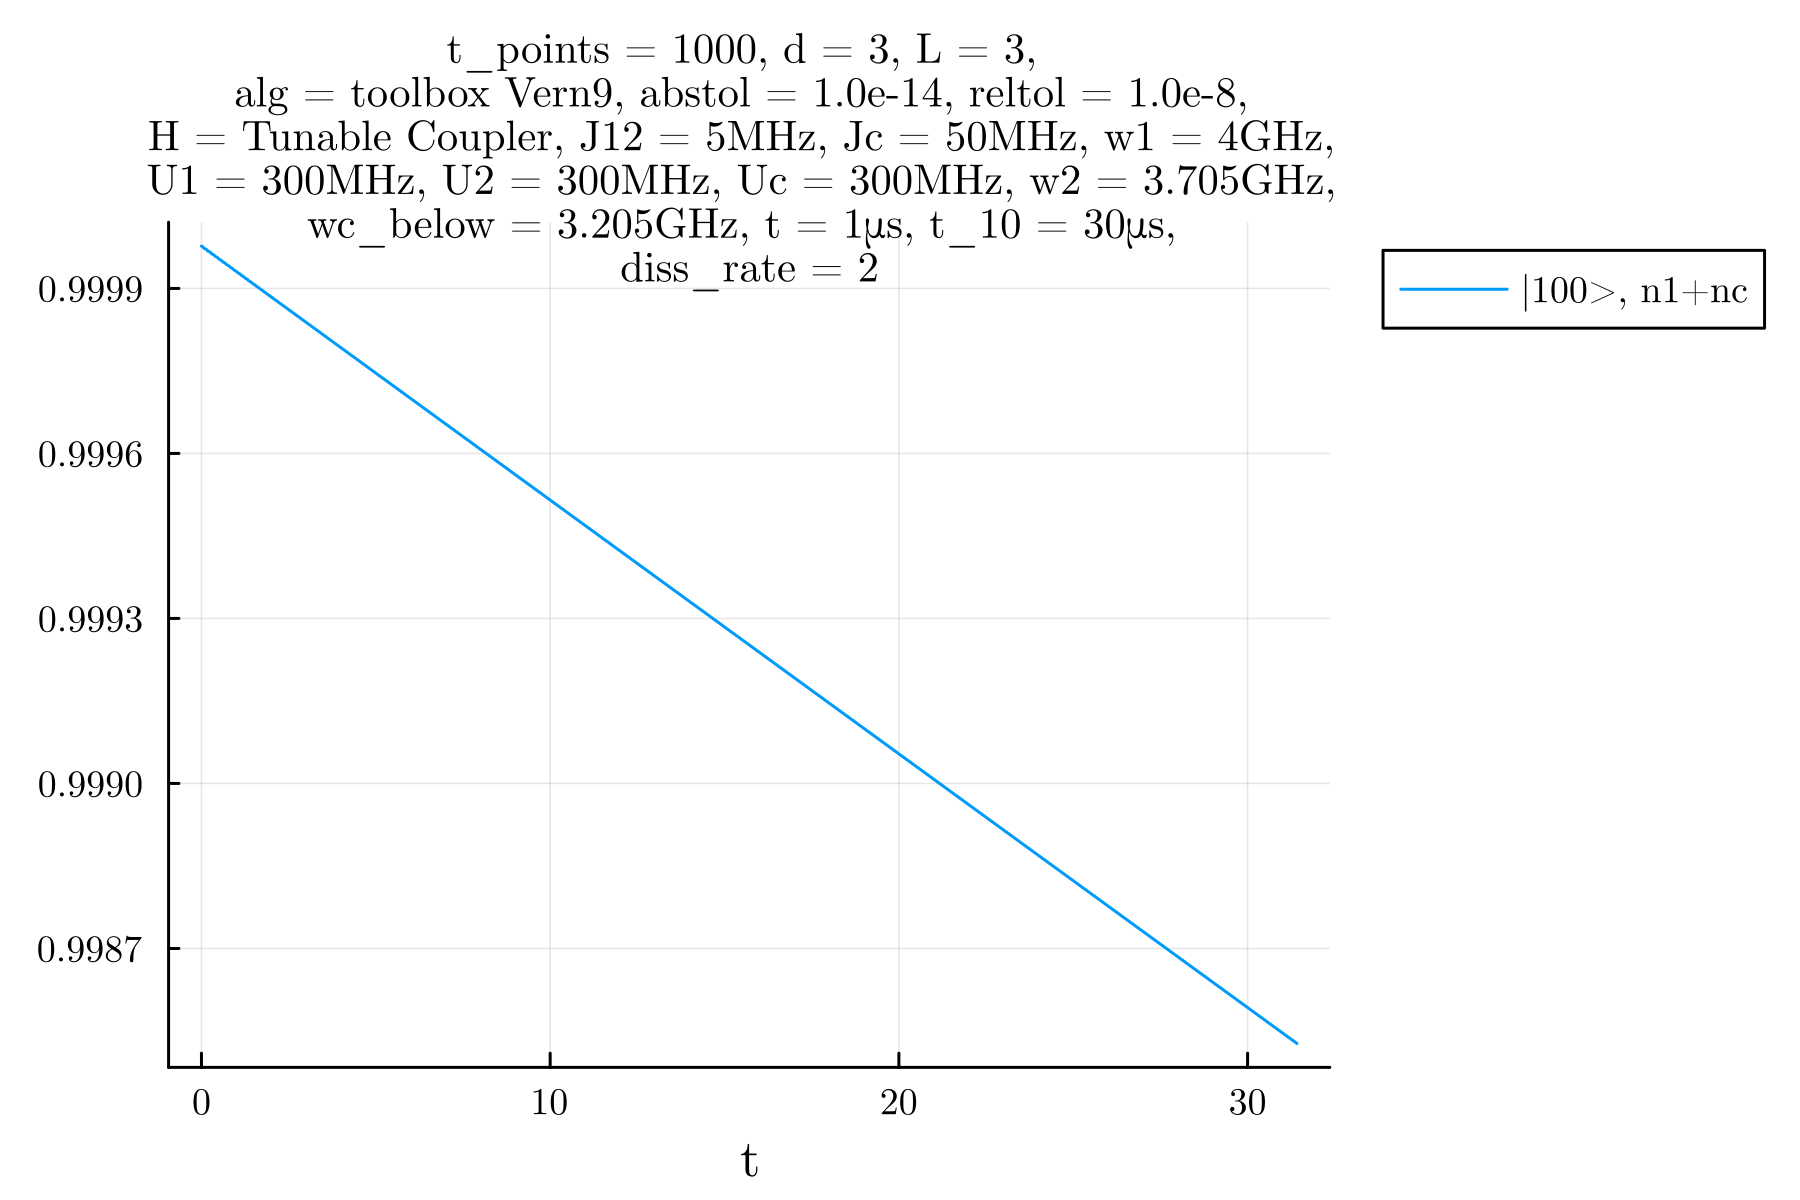 t_points = 1000, d = 3, L = 3,
alg = toolbox Vern9, abstol = 1.0e-14, reltol = 1.0e-8,
H = Tunable Coupler, J12 = 5MHz, Jc = 50MHz, w1 = 4GHz,
U1 = 300MHz, U2 = 300MHz, Uc = 300MHz, w2 = 3.705GHz,
wc_below = 3.205GHz, t = 1μs, t_10 = 30μs,
diss_rate = 2
|100>, n1+nc
0.9999
0.9996
0.9993
0.9990
0.9987
0
10
20
30
t